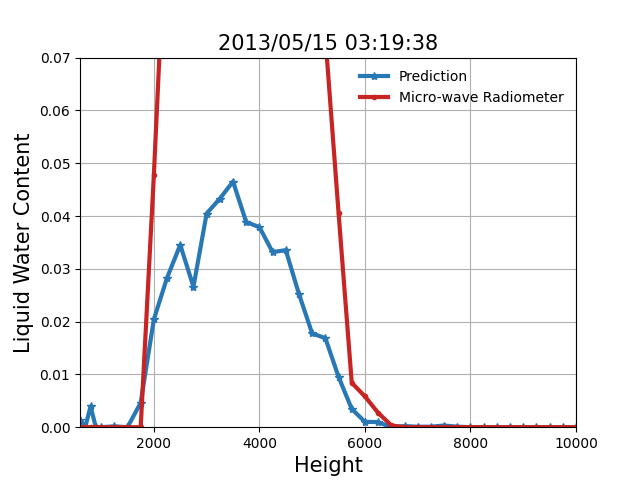 2013/05/15 03:19:38
Prediction
Micro-wave Radiometer
Liquid Water Content
0.07
0.06
0.05
0.04
0.03
0.02
0.01
0.00
2000 4000 6000 8000 10000
Height